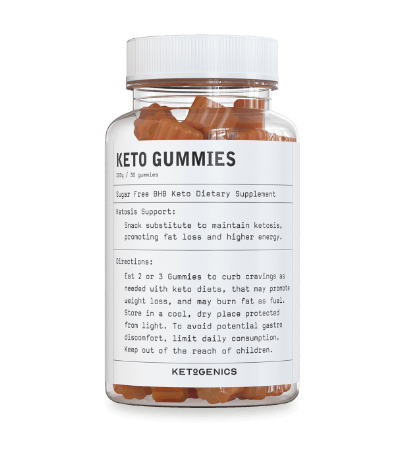 KETO GUMMIES
Sugar Free BHB Keto Dietary Supplement
Ketosis Support:
Snack substitute to maintain ketosis,
promoting fat loss and higher energy.
Directions:
Eat 2 or 3 Gummies to curb cravings as
needed with keto diets, that may promote
weight loss, and may burn fat as fuel.
Store in a cool, dry place protected
from light. To avoid potential gastro
discomfort, limit daily consumption.
Keep out of the reach of children.
KETOGENICS